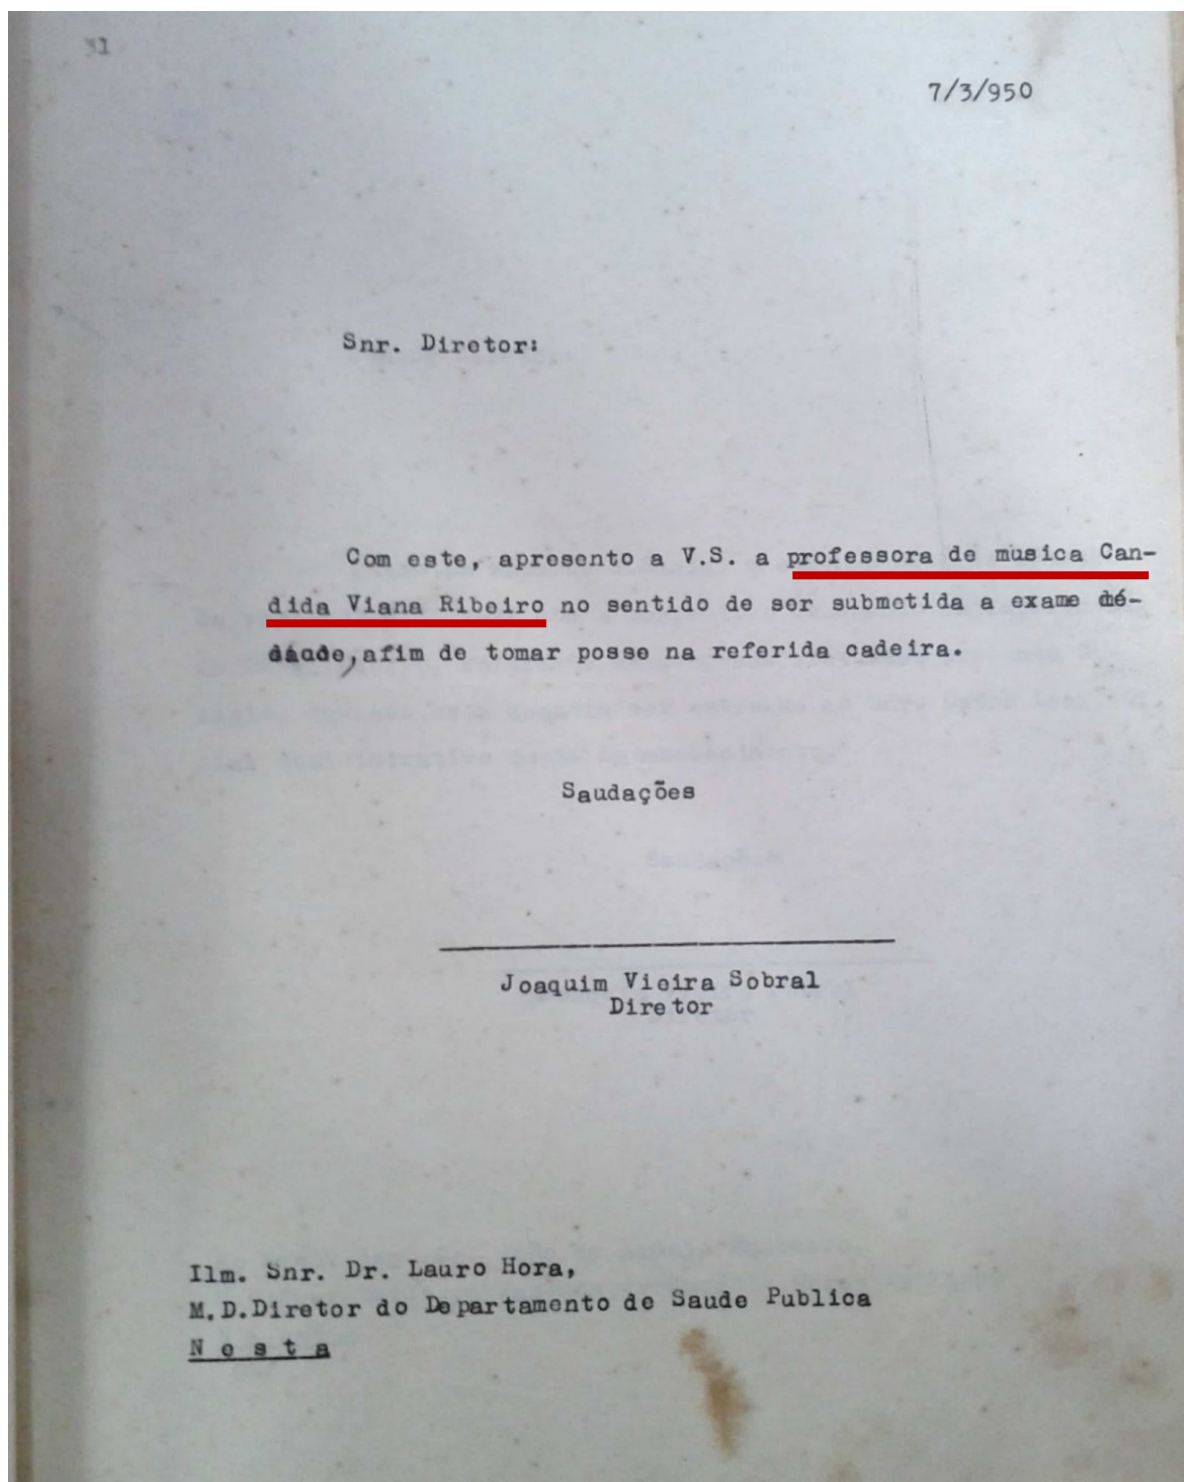 31
7/3/950
Snr. Diretor:
Com este, apresento a V.S. a professora de musica Can-
dida Viana Ribeiro no sentido de ser submetida a exame
afim de tomar posse na referida cadeira.
Saudações
Joaquim Vieira Sobral
Diretor
Ilm. Snr. Dr. Lauro Hora,
M.D.Diretor do Departamento de Saude Publica
N e s t a